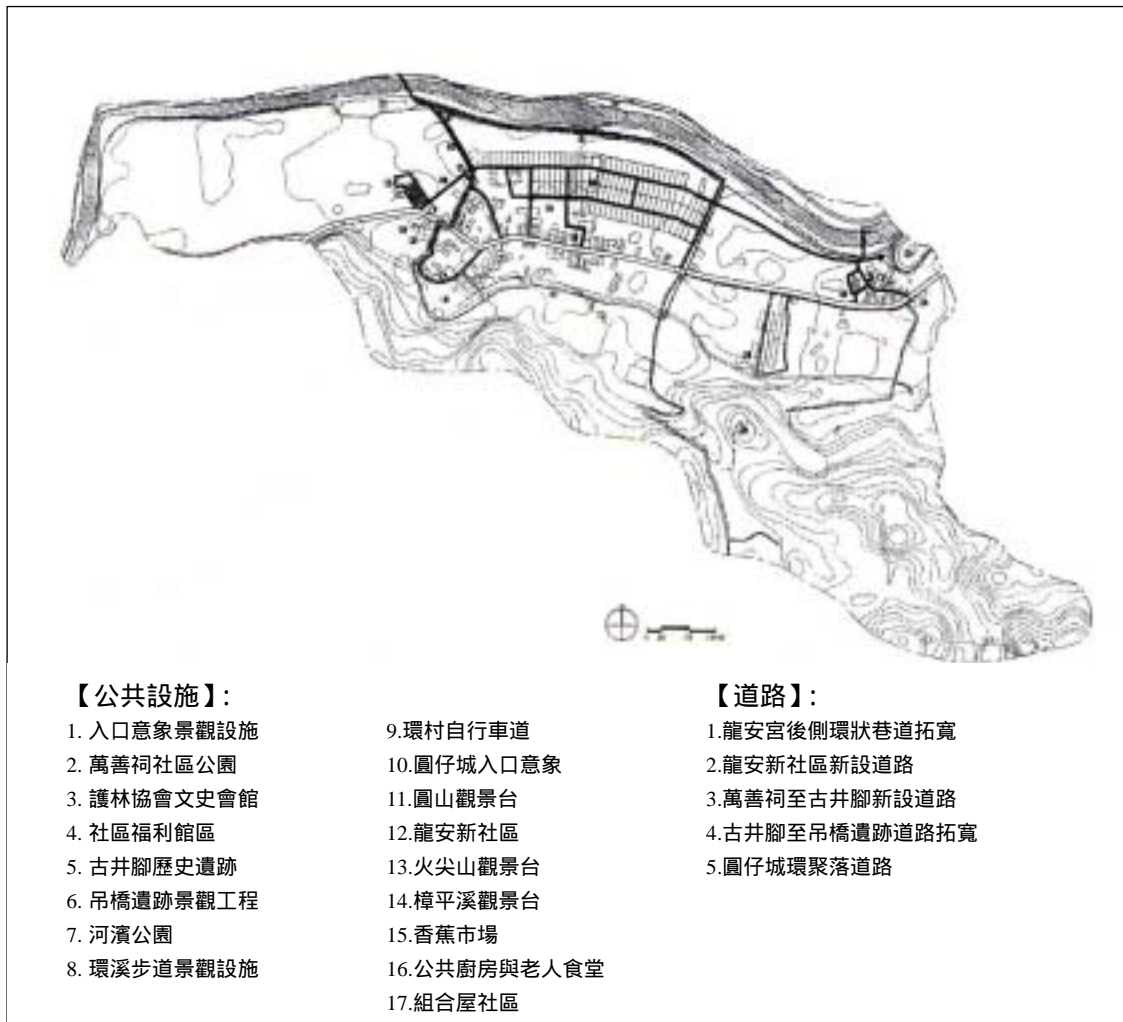 【公共設施】:
1. 入口意象景觀設施
2. 萬善祠社區公園
3. 護林協會文史會館
4. 社區福利館區
5. 古井腳歷史遺跡
6. 吊橋遺跡景觀工程
7. 河濱公園
8. 環溪步道景觀設施
9.環村自行車道
10.圓仔城入口意象
11.圓山觀景台
12.龍安新社區
13.火尖山觀景台
14.樟平溪觀景台
15.香蕉市場
16.公共廚房與老人食堂
17.組合屋社區
【道路】:
1.龍安宮後側環狀巷道拓寬
2.龍安新社區新設道路
3.萬善祠至古井腳新設道路
4.古井腳至吊橋遺跡道路拓寬
5.圓仔城環聚落道路